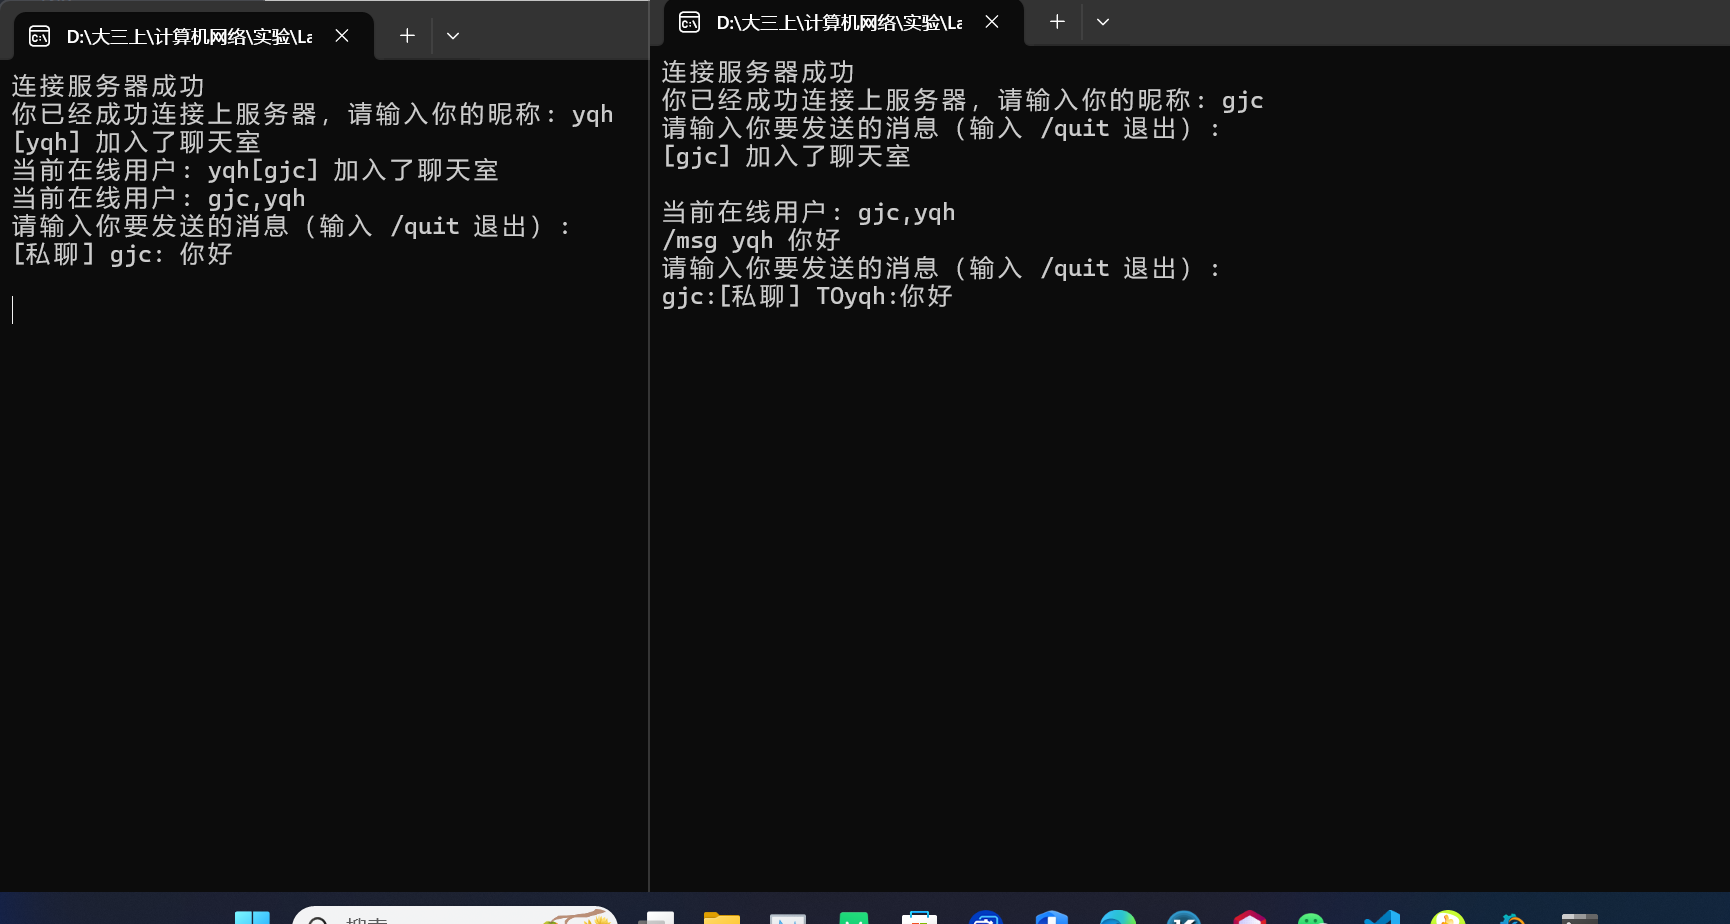 D:\大三上\计算机网络\实验\La
连接服务器成功
你已经成功连接上服务器，请输入你的昵称：yqh
[yqh] 加入了聊天室
当前在线用户：yqh[gjc] 加入了聊天室
当前在线用户：gjc,yqh
请输入你要发送的消息（输入 /quit 退出）：
[私聊] gjc: 你好
D:\大三上\计算机网络\实验\La
连接服务器成功
你已经成功连接上服务器，请输入你的昵称：gjc
请输入你要发送的消息（输入 /quit 退出）：
[gjc] 加入了聊天室
当前在线用户：gjc,yqh
/msg yqh 你好
请输入你要发送的消息（输入 /quit 退出）：
gjc:[私聊] TOyqh:你好
搜索